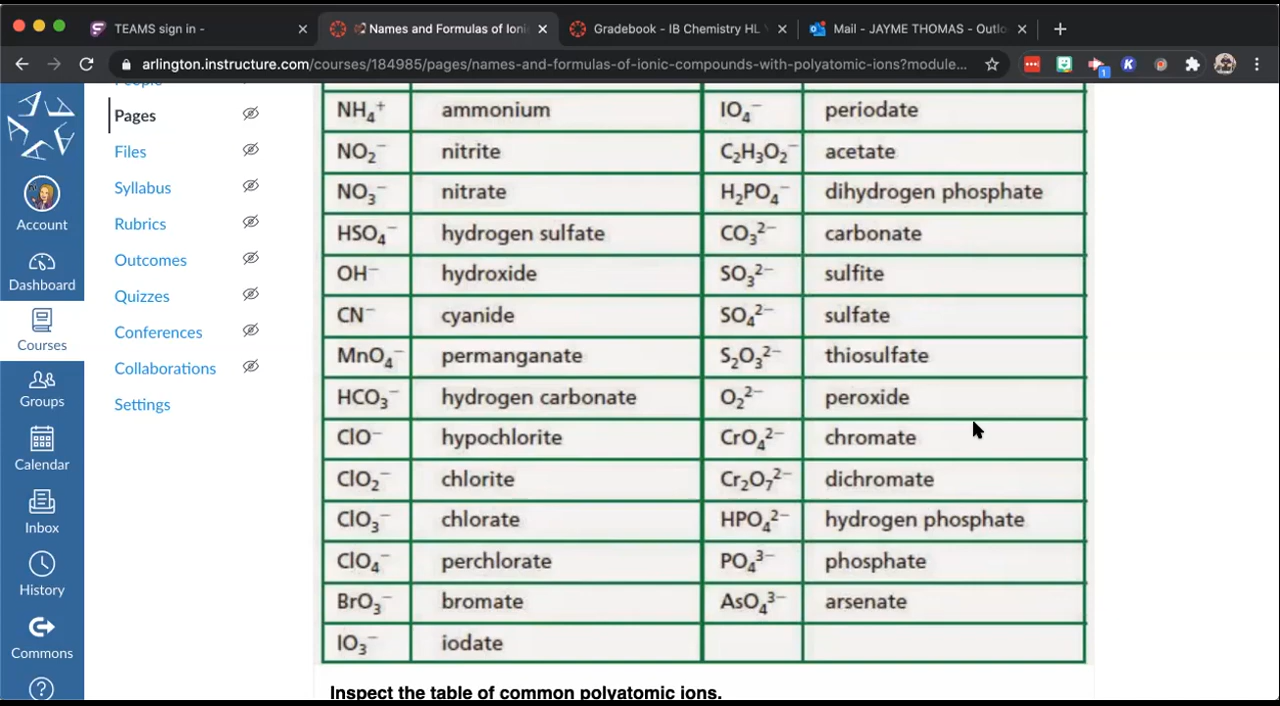 TEAMS sign in -
Names and Formulas of Ioni
Gradebook - IB Chemistry HL
Mail - JAYME THOMAS - Outlo
arlington.instructure.com/courses/184985/pages/names-and-formulas-of-ionic-compounds-with-polyatomic-ions?module...
K
1
Account
Dashboard
Courses
Groups
Calendar
Inbox
History
Commons
People
Pages
Files
Syllabus
Rubrics
Outcomes
Quizzes
Conferences
Collaborations
Settings
NH₄⁺ ammonium IO₄⁻ periodate
NO₂⁻ nitrite C₂H₃O₂⁻ acetate
NO₃⁻ nitrate H₂PO₄⁻ dihydrogen phosphate
HSO₄⁻ hydrogen sulfate CO₃²⁻ carbonate
OH⁻ hydroxide SO₃²⁻ sulfite
CN⁻ cyanide SO₄²⁻ sulfate
MnO₄⁻ permanganate S₂O₃²⁻ thiosulfate
HCO₃⁻ hydrogen carbonate O₂²⁻ peroxide
ClO⁻ hypochlorite CrO₄²⁻ chromate
ClO₂⁻ chlorite Cr₂O₇²⁻ dichromate
ClO₃⁻ chlorate HPO₄²⁻ hydrogen phosphate
ClO₄⁻ perchlorate PO₄³⁻ phosphate
BrO₃⁻ bromate AsO₄³⁻ arsenate
IO₃⁻ iodate
Inspect the table of common polyatomic ions.